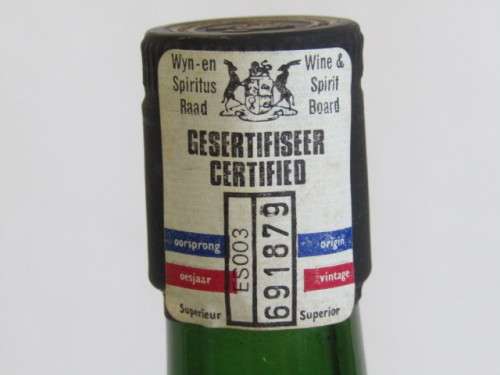 Wyn-en Wine &
Spiritus Spirit
Raad Board
GESERTIFISEER
CERTIFIED
oorsprong origin
oesjaar vintage
Superieur Superior
ES003
691879